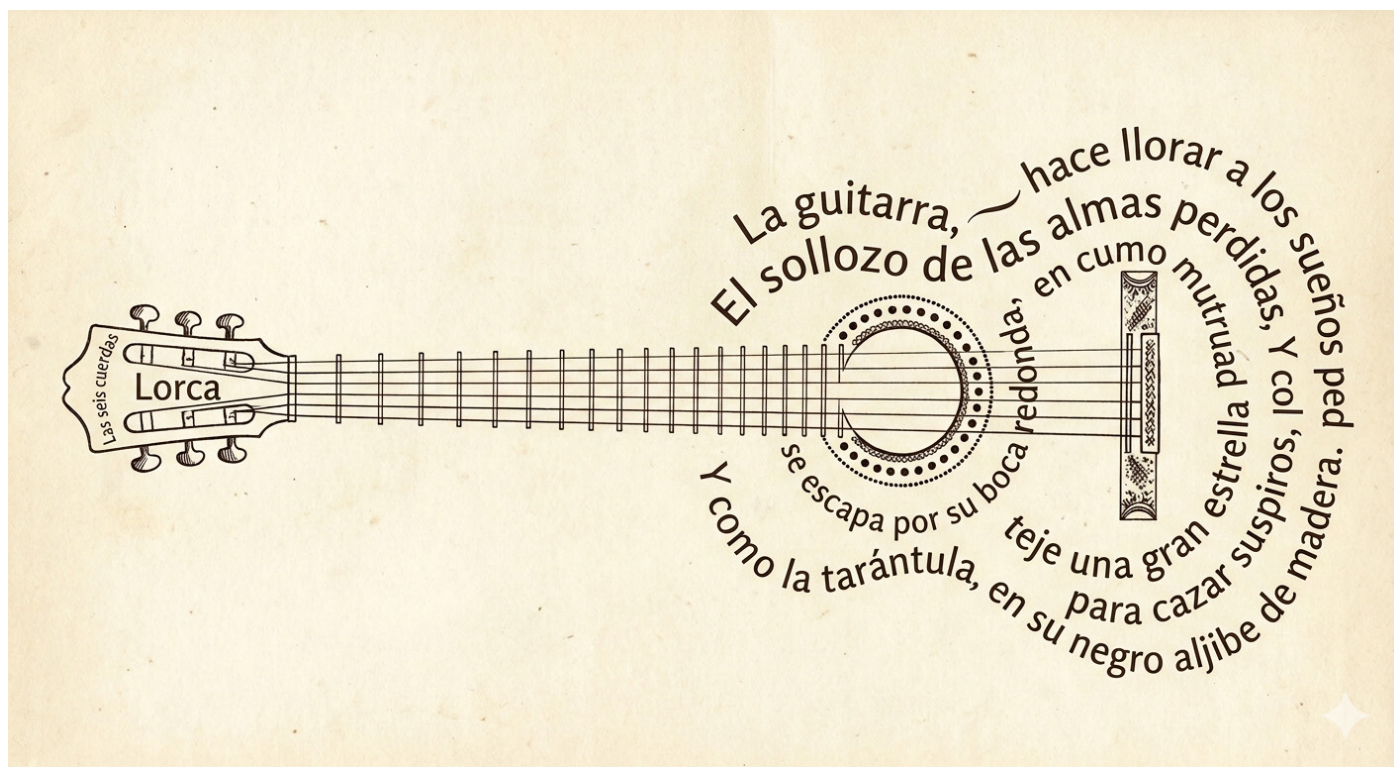 Las seis cuerdas
Lorca
La guitarra,
hace llorar a los sueños ped
El sollozo de las almas perdidas, Y col
en cumo mutruad
se escapa por su boca redonda,
Y como la tarántula, en su negro aljibe de madera.
teje una gran estrella
para cazar suspiros,